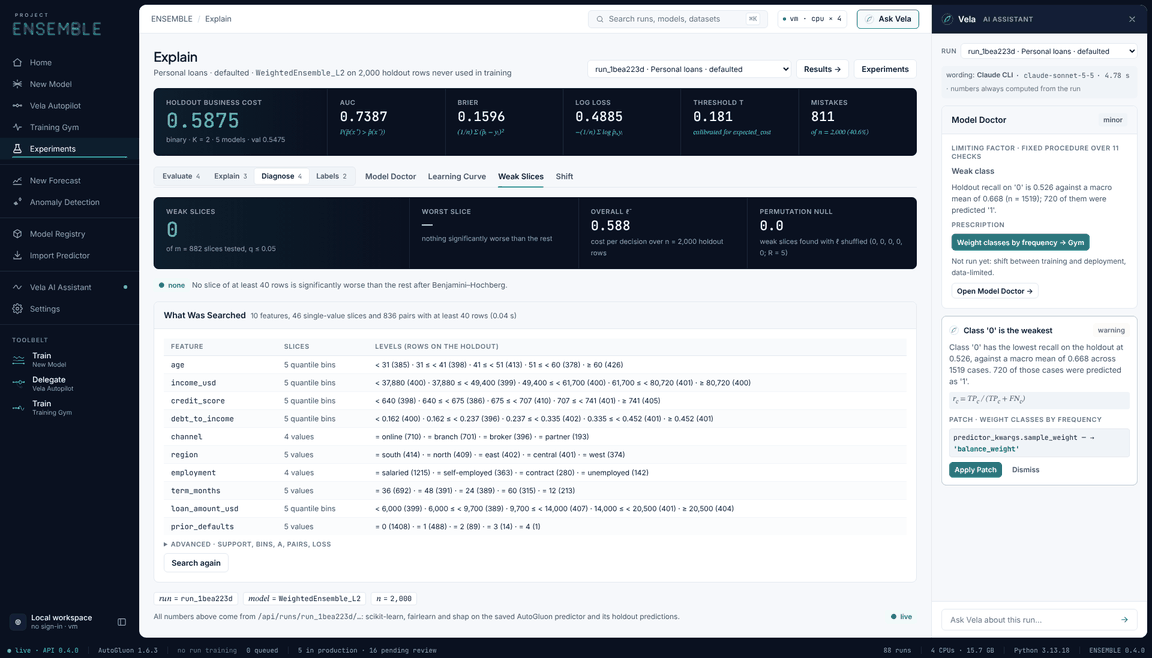 PROJECT
ENSEMBLE
Home
New Model
Vela Autopilot
Training Gym
Experiments
New Forecast
Anomaly Detection
Model Registry
Import Predictor
Vela AI Assistant
Settings
TOOLBELT
Train
New Model
Delegate
Vela Autopilot
Train
Training Gym
Local workspace
no sign-in · vm
ENSEMBLE / Explain
Search runs, models, datasets ⌘K
vm · cpu × 4
Ask Vela
Explain
Personal loans · defaulted · WeightedEnsemble_L2 on 2,000 holdout rows never used in training
run_1bea223d · Personal loans · defaulted
Results →
Experiments
HOLDOUT BUSINESS COST
0.5875
binary · K = 2 · 5 models · val 0.5475
AUC
0.7387
BRIER
0.1596
LOG LOSS
0.4885
THRESHOLD T
0.181
calibrated for expected_cost
MISTAKES
811
of n = 2,000 (40.6%)
Evaluate 4
Explain 3
Diagnose 4
Labels 2
Model Doctor
Learning Curve
Weak Slices
Shift
WEAK SLICES
0
of m = 882 slices tested, q ≤ 0.05
WORST SLICE
—
nothing significantly worse than the rest
OVERALL ℓ̄
0.588
cost per decision over n = 2,000 holdout
rows
PERMUTATION NULL
0.0
weak slices found with ℓ shuffled (0, 0, 0, 0,
0; R = 5)
none No slice of at least 40 rows is significantly worse than the rest after Benjamini–Hochberg.
What Was Searched 10 features, 46 single-value slices and 836 pairs with at least 40 rows (0.04 s)
FEATURE SLICES LEVELS (ROWS ON THE HOLDOUT)
age 5 quantile bins < 31 (385) · 31 ≤ < 41 (398) · 41 ≤ < 51 (413) · 51 ≤ < 60 (378) · ≥ 60 (426)
income_usd 5 quantile bins < 37,880 (400) · 37,880 ≤ < 49,400 (399) · 49,400 ≤ < 61,700 (400) · 61,700 ≤ < 80,720 (401) · ≥ 80,720 (400)
credit_score 5 quantile bins < 640 (398) · 640 ≤ < 675 (386) · 675 ≤ < 707 (410) · 707 ≤ < 741 (401) · ≥ 741 (405)
debt_to_income 5 quantile bins < 0.162 (400) · 0.162 ≤ < 0.237 (396) · 0.237 ≤ < 0.335 (402) · 0.335 ≤ < 0.452 (401) · ≥ 0.452 (401)
channel 4 values = online (710) · = branch (701) · = broker (396) · = partner (193)
region 5 values = south (414) · = north (409) · = east (402) · = central (401) · = west (374)
employment 4 values = salaried (1215) · = self-employed (363) · = contract (280) · = unemployed (142)
term_months 5 values = 36 (692) · = 48 (391) · = 24 (389) · = 60 (315) · = 12 (213)
loan_amount_usd 5 quantile bins < 6,000 (399) · 6,000 ≤ < 9,700 (389) · 9,700 ≤ < 14,000 (407) · 14,000 ≤ < 20,500 (401) · ≥ 20,500 (404)
prior_defaults 5 values = 0 (1408) · = 1 (488) · = 2 (89) · = 3 (14) · = 4 (1)
▸ ADVANCED · SUPPORT, BINS, Α, PAIRS, LOSS
Search again
run = run_1bea223d
model = WeightedEnsemble_L2
n = 2,000
All numbers above come from /api/runs/run_1bea223d/…: scikit-learn, fairlearn and shap on the saved AutoGluon predictor and its holdout predictions.
live
Vela AI ASSISTANT
RUN run_1bea223d · Personal loans · defaulted
wording: Claude CLI · claude-sonnet-5-5 · 4.78 s
· numbers always computed from the run
Model Doctor minor
LIMITING FACTOR · FIXED PROCEDURE OVER 11
CHECKS
Weak class
Holdout recall on '0' is 0.526 against a macro
mean of 0.668 (n = 1519); 720 of them were
predicted '1'.
PRESCRIPTION
Weight classes by frequency → Gym
Not run yet: shift between training and deployment,
data-limited.
Open Model Doctor →
Class '0' is the weakest warning
Class '0' has the lowest recall on the holdout at
0.526, against a macro mean of 0.668 across
1519 cases. 720 of those cases were predicted
as '1'.
r_c = TP_c / (TP_c + FN_c)
PATCH · WEIGHT CLASSES BY FREQUENCY
predictor_kwargs.sample_weight — →
'balance_weight'
Apply Patch
Dismiss
Ask Vela about this run...
live · API 0.4.0
AutoGluon 1.6.3
no run training 0 queued
5 in production · 16 pending review
88 runs
4 CPUs · 15.7 GB
Python 3.13.18
ENSEMBLE 0.4.0